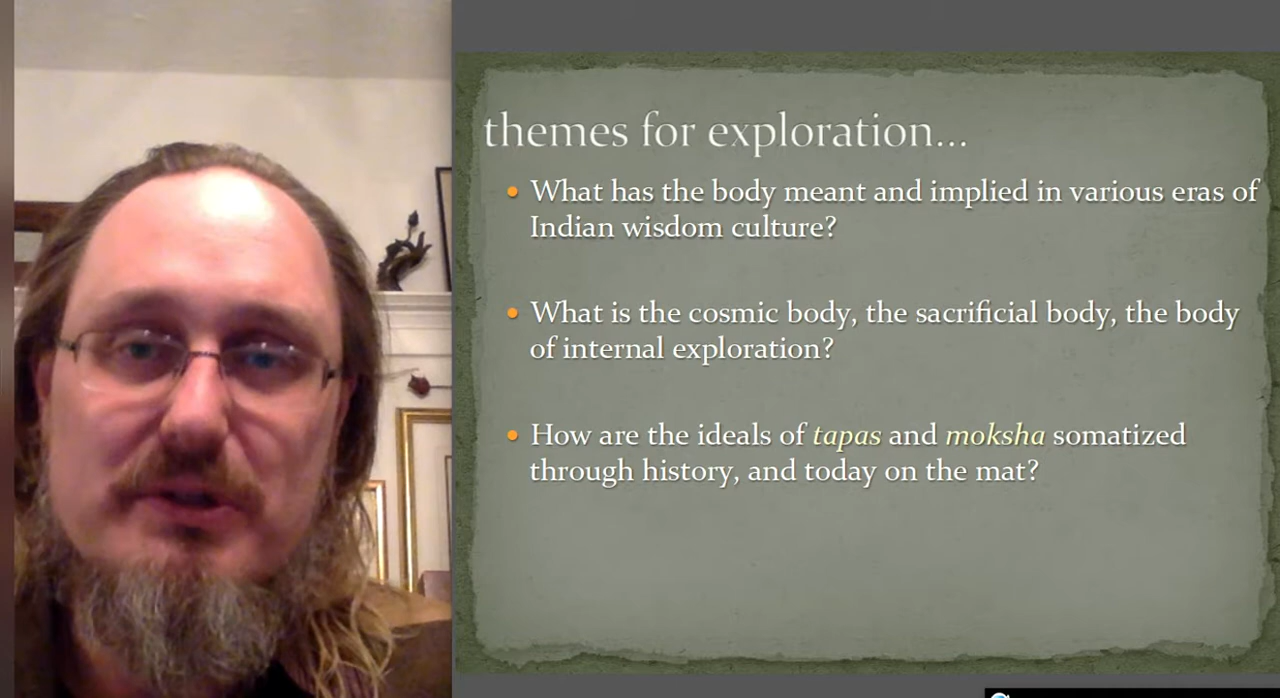 themes for exploration...
What has the body meant and implied in various eras of
Indian wisdom culture?
What is the cosmic body, the sacrificial body, the body
of internal exploration?
How are the ideals of tapas and moksha somatized
through history, and today on the mat?